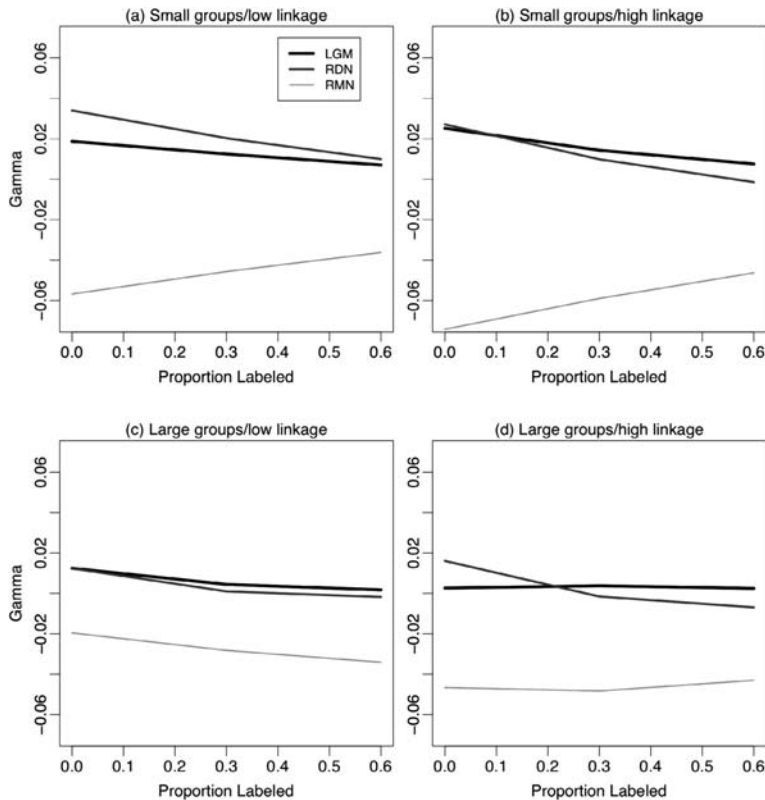 (a) Small groups/low linkage
LGM
RDN
RMN
Gamma
0.06
0.02
−0.02
−0.06
0.0 0.1 0.2 0.3 0.4 0.5 0.6
Proportion Labeled
(b) Small groups/high linkage
0.06
0.02
−0.02
−0.06
0.0 0.1 0.2 0.3 0.4 0.5 0.6
Proportion Labeled
(c) Large groups/low linkage
Gamma
0.06
0.02
−0.02
−0.06
0.0 0.1 0.2 0.3 0.4 0.5 0.6
Proportion Labeled
(d) Large groups/high linkage
0.06
0.02
−0.02
−0.06
0.0 0.1 0.2 0.3 0.4 0.5 0.6
Proportion Labeled